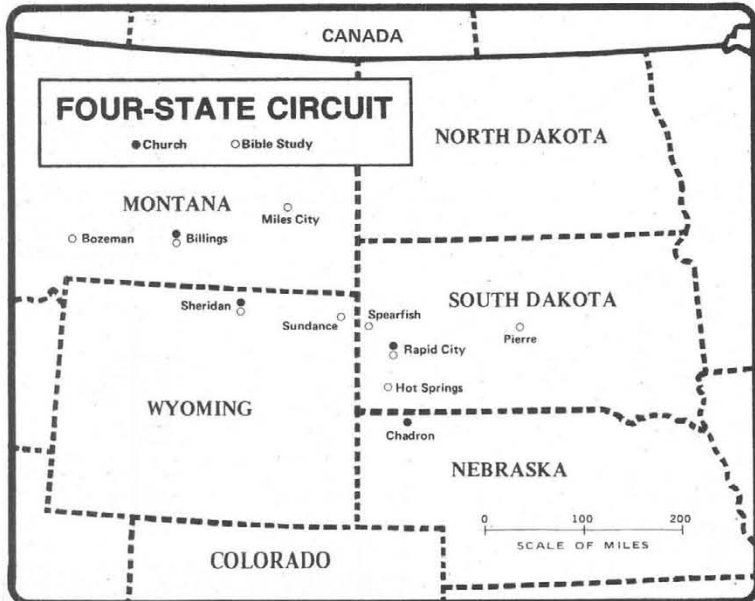 CANADA
FOUR-STATE CIRCUIT
●Church ○Bible Study
NORTH DAKOTA
MONTANA
Miles City
Bozeman
Billings
Sheridan
Sundance
Spearfish
SOUTH DAKOTA
Pierre
Rapid City
Hot Springs
WYOMING
Chadron
NEBRASKA
0 100 200
SCALE OF MILES
COLORADO